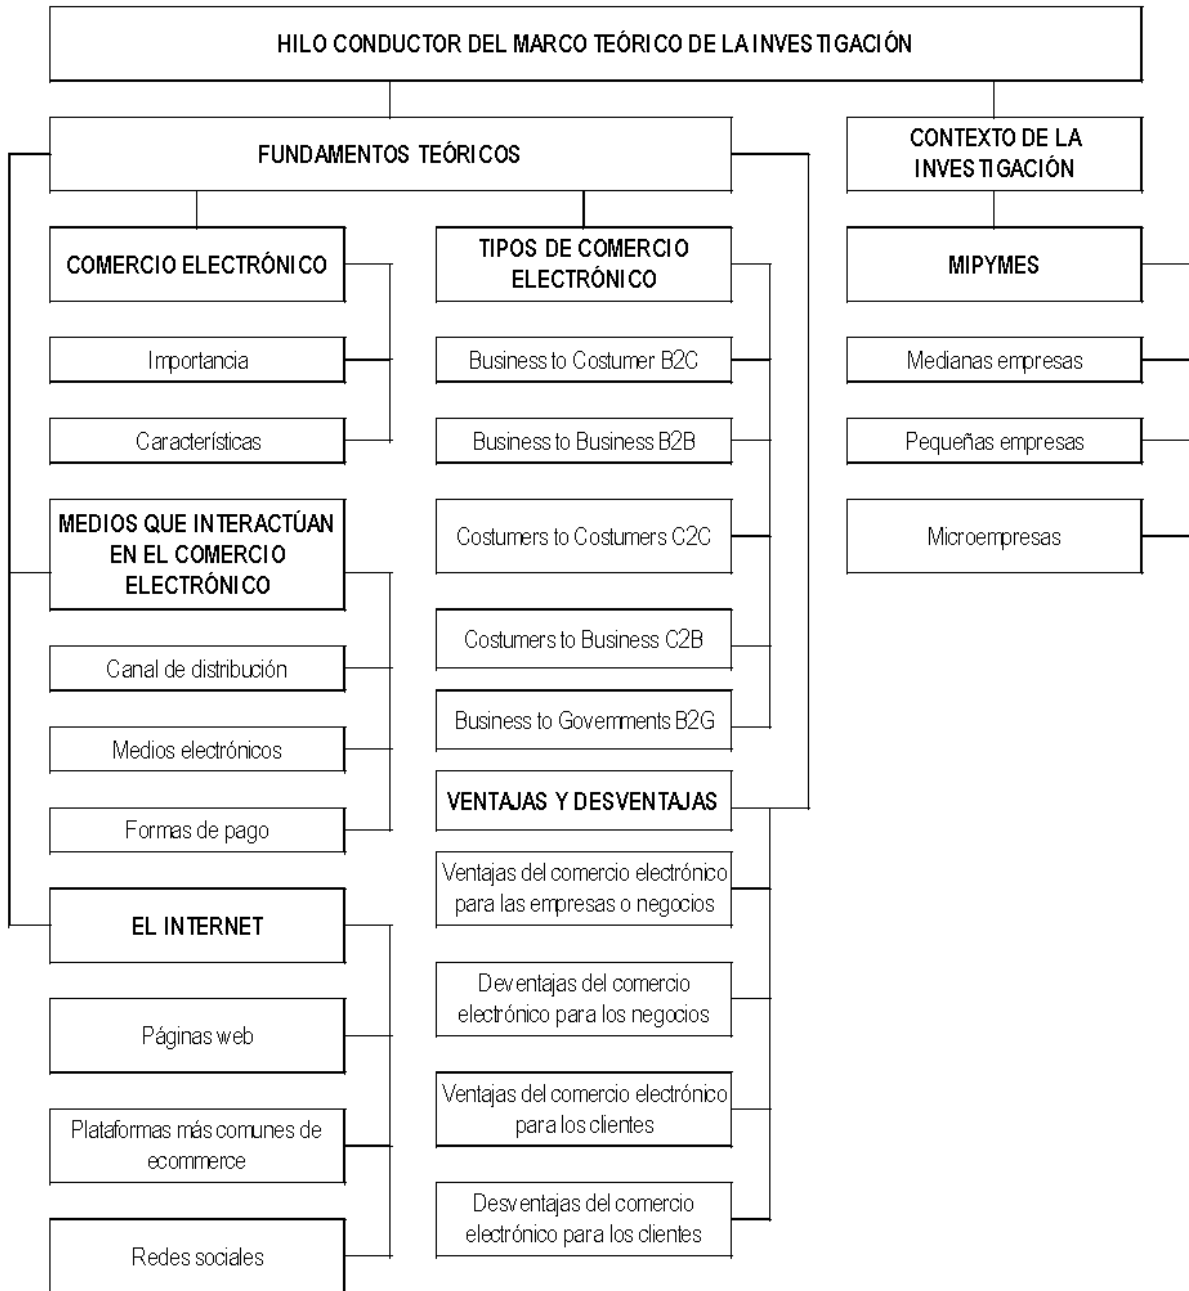 HILO CONDUCTOR DEL MARCO TEÓRICO DE LA INVESTIGACIÓN
FUNDAMENTOS TEÓRICOS
CONTEXTO DE LA
INVESTIGACIÓN
COMERCIO ELECTRÓNICO
Importancia
Características
MEDIOS QUE INTERACTÚAN
EN EL COMERCIO
ELECTRÓNICO
Canal de distribución
Medios electrónicos
Formas de pago
EL INTERNET
Páginas web
Plataformas más comunes de
ecommerce
Redes sociales
TIPOS DE COMERCIO
ELECTRÓNICO
Business to Costumer B2C
Business to Business B2B
Costumers to Costumers C2C
Costumers to Business C2B
Business to Governments B2G
VENTAJAS Y DESVENTAJAS
Ventajas del comercio electrónico
para las empresas o negocios
Deventajas del comercio
electrónico para los negocios
Ventajas del comercio electrónico
para los clientes
Desventajas del comercio
electrónico para los clientes
MIPYMES
Medianas empresas
Pequeñas empresas
Microempresas